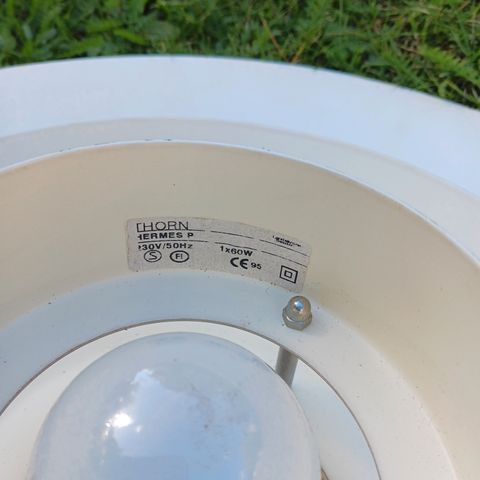 THORN
HERMES P
230V/50Hz 1x60W
S FI CE 95